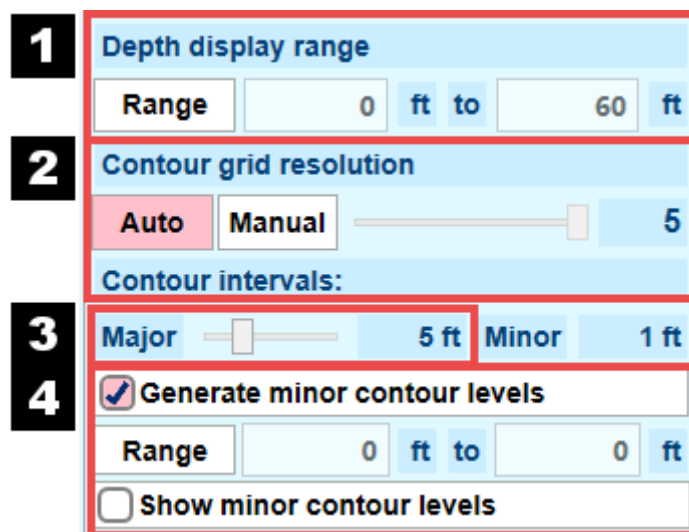 1
Depth display range
Range 0 ft to 60 ft
2
Contour grid resolution
Auto Manual 5
Contour intervals:
3
Major 5 ft Minor 1 ft
4
Generate minor contour levels
Range 0 ft to 0 ft
Show minor contour levels